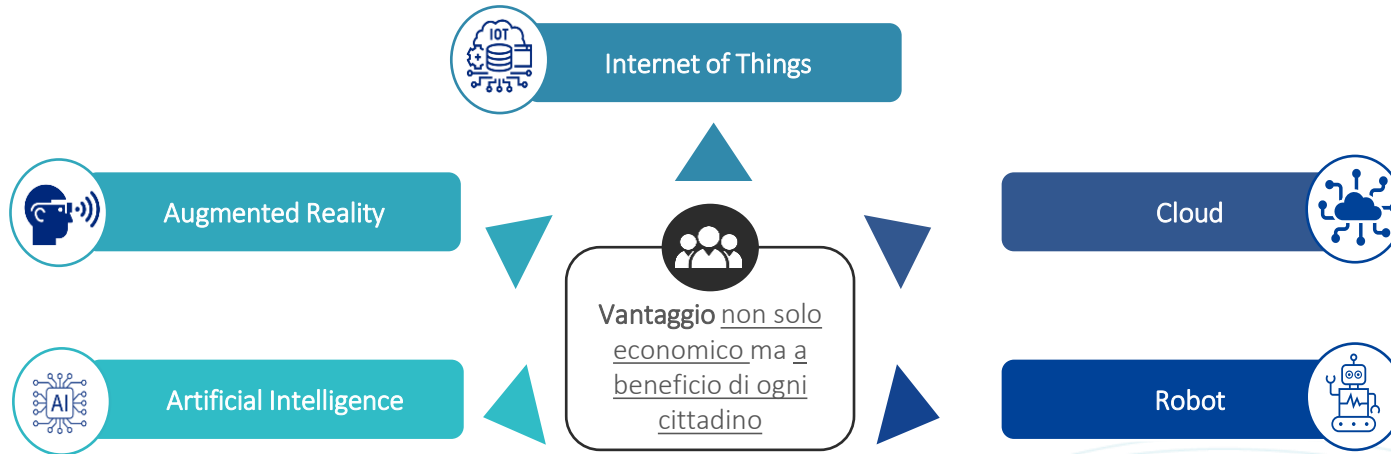 IOT
Internet of Things
Augmented Reality
Cloud
Vantaggio non solo
economico ma a
beneficio di ogni
cittadino
AI
Artificial Intelligence
Robot